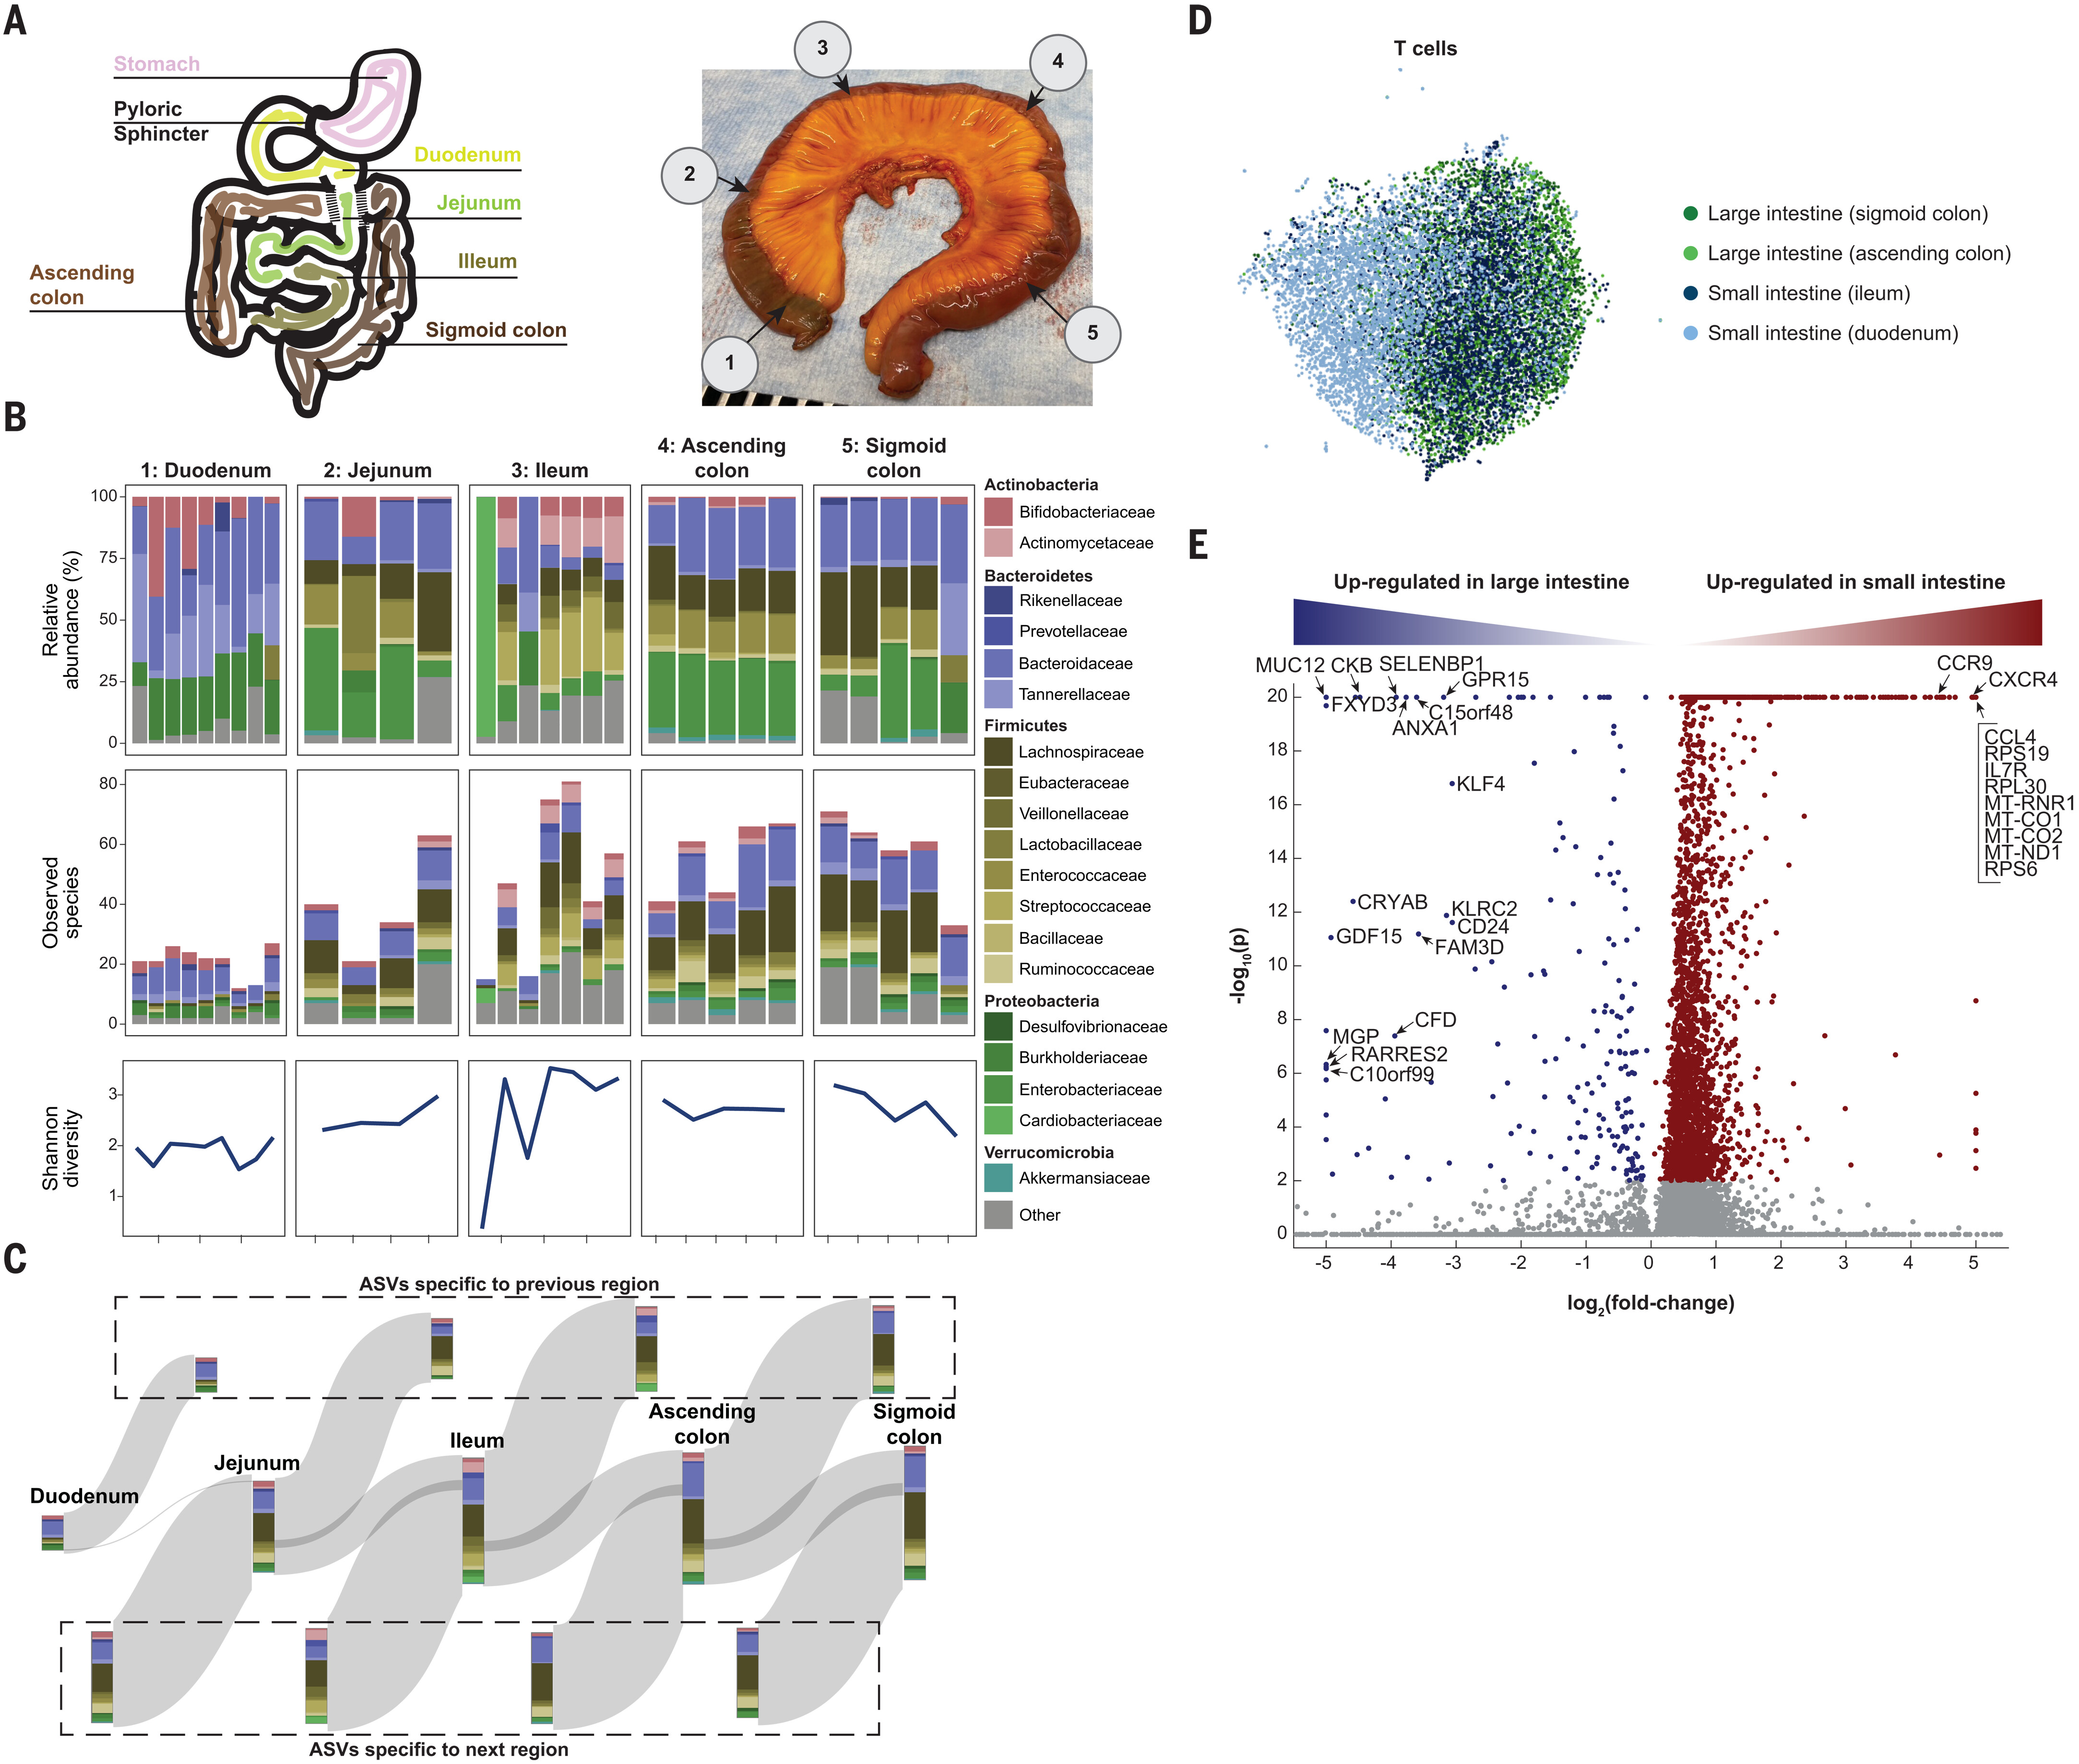 A
Stomach
Pyloric
Sphincter
Duodenum
Jejunum
Illeum
Ascending
colon
Sigmoid colon
3
4
2
1
5
B
1: Duodenum
2: Jejunum
3: Ileum
4: Ascending
colon
5: Sigmoid
colon
Relative
abundance (%)
100
75
50
25
0
Observed
species
80
60
40
20
0
Shannon
diversity
3
2
1
Actinobacteria
Bifidobacteriaceae
Actinomycetaceae
Bacteroidetes
Rikenellaceae
Prevotellaceae
Bacteroidaceae
Tannerellaceae
Firmicutes
Lachnospiraceae
Eubacteraceae
Veillonellaceae
Lactobacillaceae
Enterococcaceae
Streptococcaceae
Bacillaceae
Ruminococcaceae
Proteobacteria
Desulfovibrionaceae
Burkholderiaceae
Enterobacteriaceae
Cardiobacteriaceae
Verrucomicrobia
Akkermansiaceae
Other
C
ASVs specific to previous region
Duodenum
Jejunum
Ileum
Ascending
colon
Sigmoid
colon
ASVs specific to next region
D
T cells
Large intestine (sigmoid colon)
Large intestine (ascending colon)
Small intestine (ileum)
Small intestine (duodenum)
E
Up-regulated in large intestine
Up-regulated in small intestine
MUC12
CKB
SELENBP1
GPR15
FXYD3
C15orf48
ANXA1
KLF4
CRYAB
KLRC2
CD24
GDF15
FAM3D
CFD
MGP
RARRES2
C10orf99
CCR9
CXCR4
CCL4
RPS19
IL7R
RPL30
MT-RNR1
MT-CO1
MT-CO2
MT-ND1
RPS6
-log10(p)
20
18
16
14
12
10
8
6
4
2
0
-5 -4 -3 -2 -1 0 1 2 3 4 5
log2(fold-change)